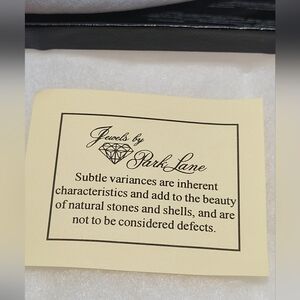 Jewels by
Park Lane
Subtle variances are inherent
characteristics and add to the beauty
of natural stones and shells, and are
not to be considered defects.